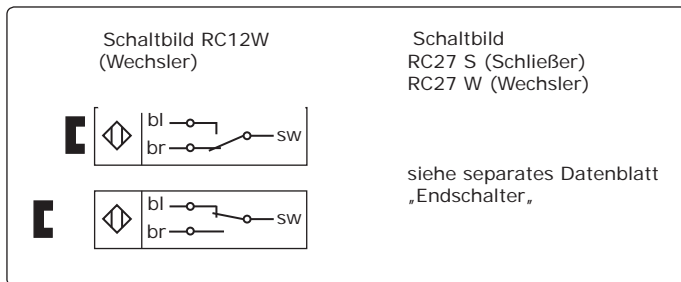 Schaltbild RC12W
(Wechsler)
bl
br
sw
bl
br
sw
Schaltbild
RC27 S (Schließer)
RC27 W (Wechsler)
siehe separates Datenblatt
„Endschalter„